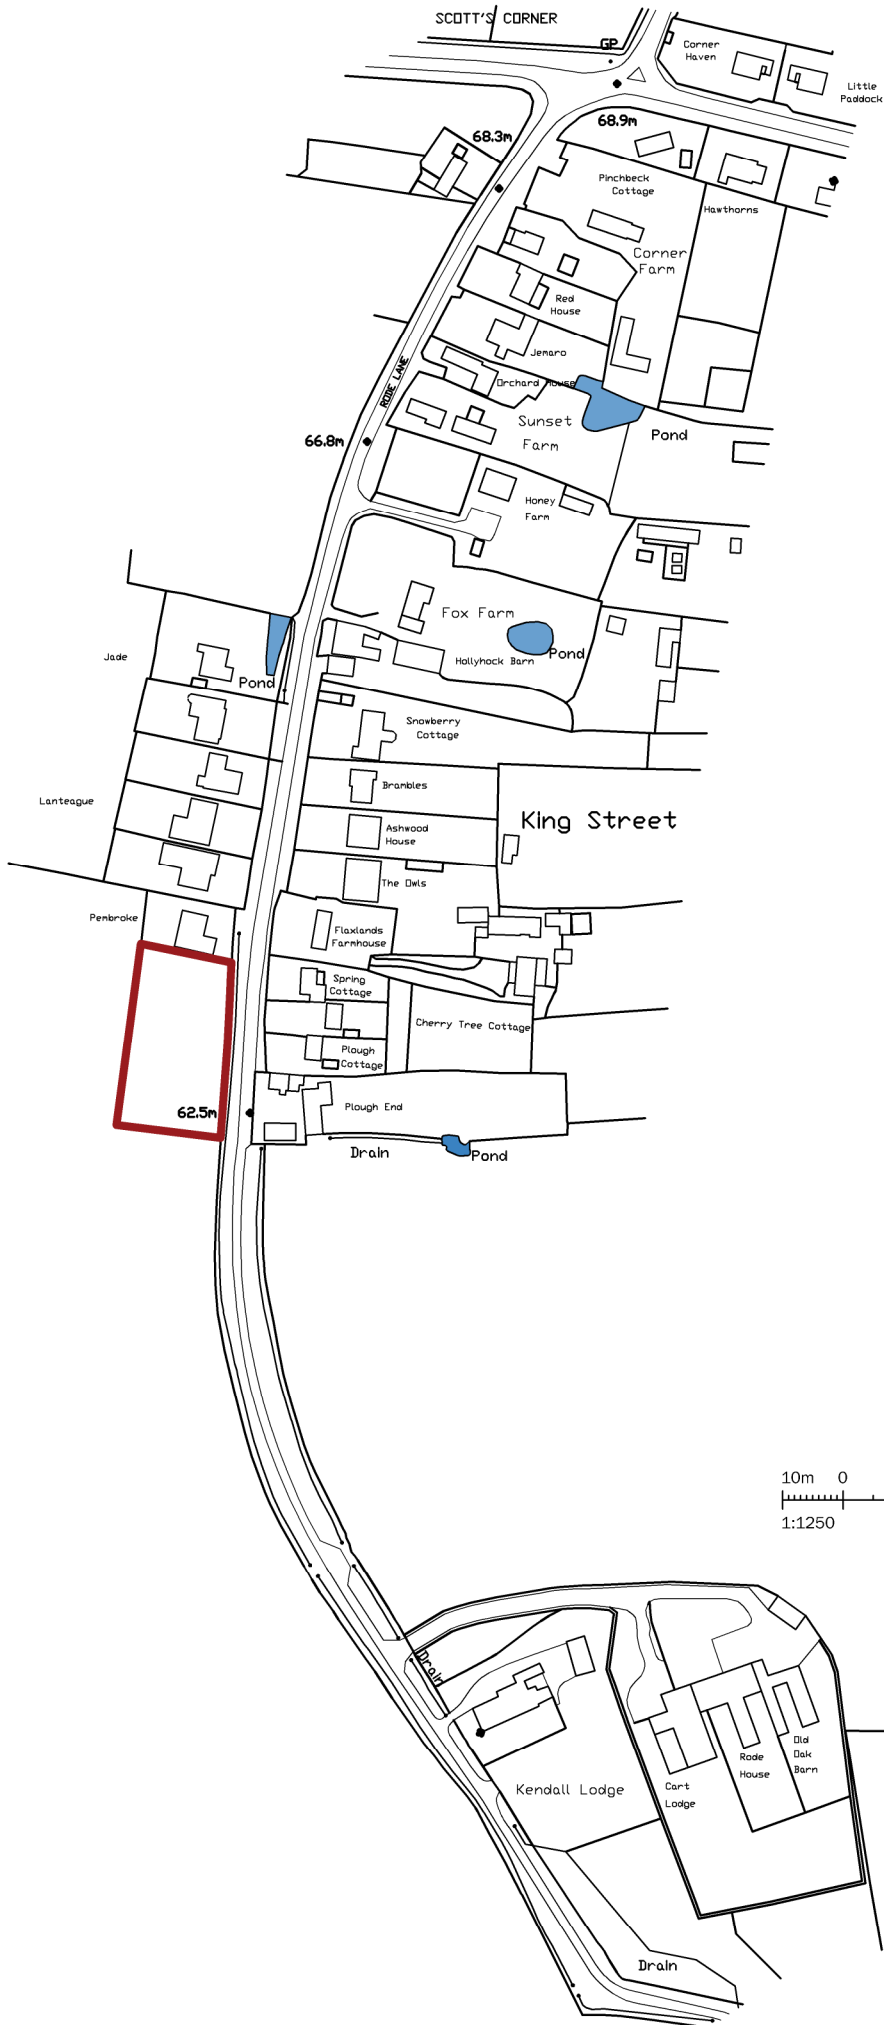 SCOTT'S CORNER
GP
Corner
Haven
Little
Paddock
68.9m
68.3m
Pinchbeck
Cottage
Hawthorns
Corner
Farm
Red
House
Jemaro
RODE LANE
Orchard House
Sunset
Farm
Pond
66.8m
Honey
Farm
Fox Farm
Hollyhock Barn
Pond
Jade
Pond
Snowberry
Cottage
Brambles
Lanteague
King Street
Ashwood
House
The Owls
Pembroke
Flaxlands
Farmhouse
Spring
Cottage
Cherry Tree Cottage
Plough
Cottage
62.5m
Plough End
Drain
Pond
10m 0
1:1250
Drain
Kendall Lodge
Cart
Lodge
Rode
House
Old
Oak
Barn
Drain